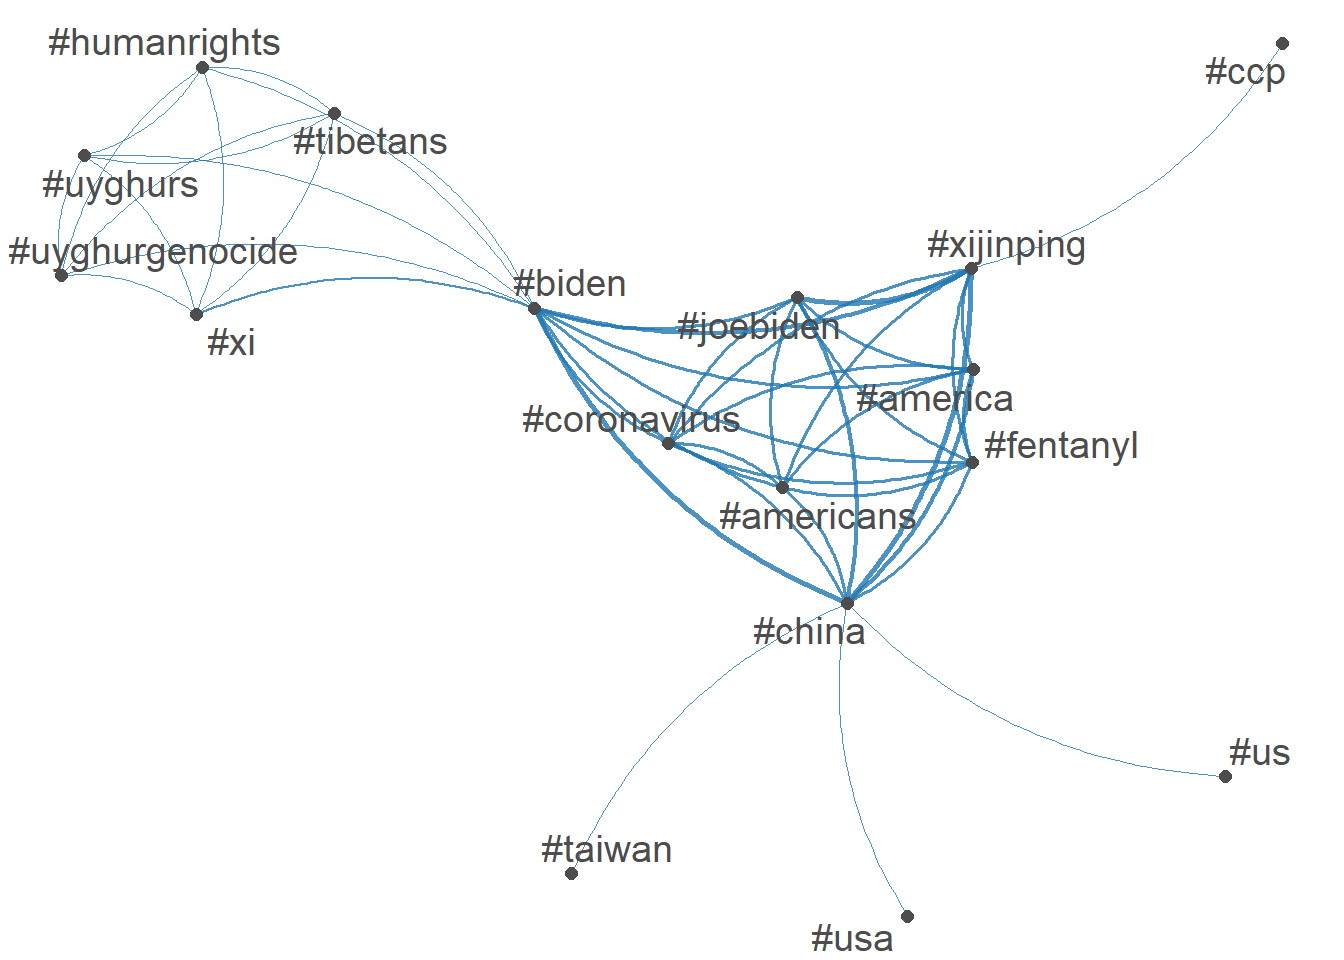 #humanrights
#ccp
#tibetans
#uyghurs
#uyghurgenocide
#xijinping
#biden
#joebiden
#xi
#america
#coronavirus
#fentanyl
#americans
#china
#us
#taiwan
#usa